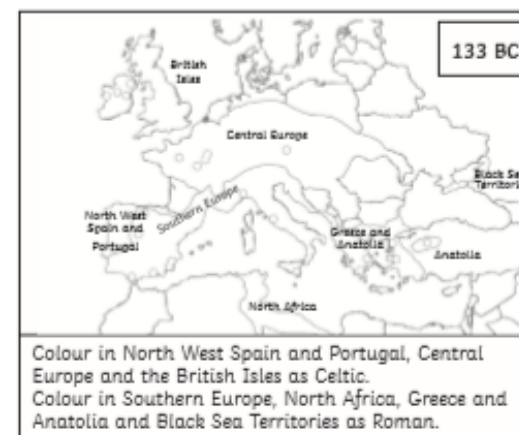 133 BC
British
Isles
Central Europe
Black Se
Territori
Southern Europe
North West
Spain and
Portugal
Greece and
Anatolia
Anatolia
North Africa
Colour in North West Spain and Portugal, Central
Europe and the British Isles as Celtic.
Colour in Southern Europe, North Africa, Greece and
Anatolia and Black Sea Territories as Roman.